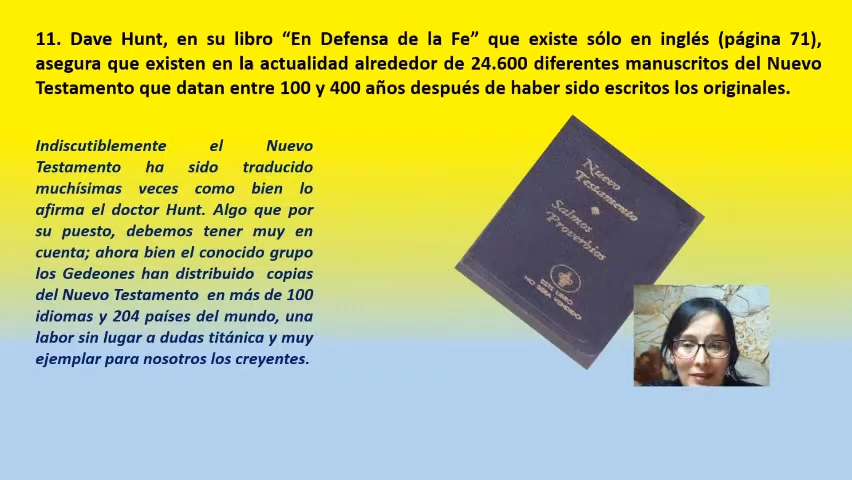 11. Dave Hunt, en su libro “En Defensa de la Fe” que existe sólo en inglés (página 71),
asegura que existen en la actualidad alrededor de 24.600 diferentes manuscritos del Nuevo
Testamento que datan entre 100 y 400 años después de haber sido escritos los originales.
Indiscutiblemente el Nuevo
Testamento ha sido traducido
muchísimas veces como bien lo
afirma el doctor Hunt. Algo que por
su puesto, debemos tener muy en
cuenta; ahora bien el conocido grupo
los Gedeones han distribuido copias
del Nuevo Testamento en más de 100
idiomas y 204 países del mundo, una
labor sin lugar a dudas titánica y muy
ejemplar para nosotros los creyentes.
Nuevo
Testamento
Salmos
Proverbios
ESTE LIBRO
NO SERA VENDIDO